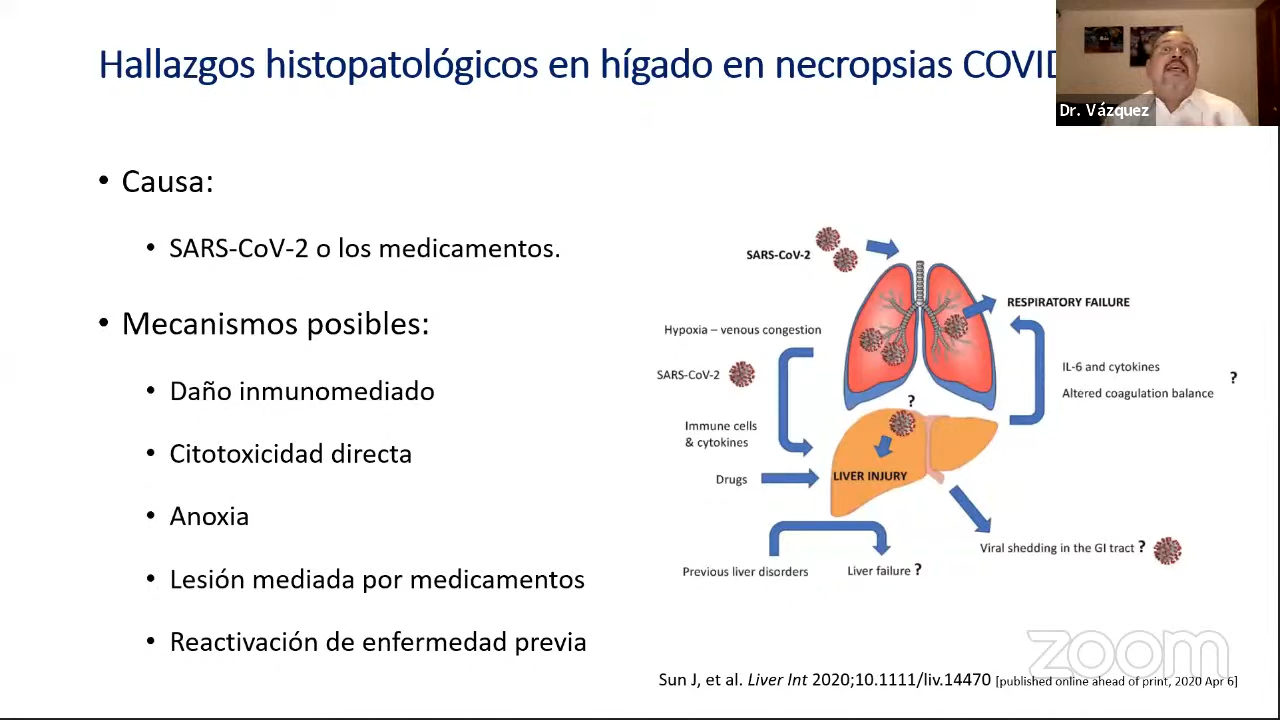 Hallazgos histopatológicos en hígado en necropsias COVID
Dr. Vázquez
• Causa:
• SARS-CoV-2 o los medicamentos.
• Mecanismos posibles:
• Daño inmunomediado
• Citotoxicidad directa
• Anoxia
• Lesión mediada por medicamentos
• Reactivación de enfermedad previa
SARS-CoV-2
RESPIRATORY FAILURE
Hypoxia – venous congestion
SARS-CoV-2
IL-6 and cytokines
Altered coagulation balance
?
?
Immune cells
& cytokines
Drugs
LIVER INJURY
Viral shedding in the GI tract ?
Previous liver disorders
Liver failure ?
zoom
Sun J, et al. Liver Int 2020;10.1111/liv.14470 [published online ahead of print, 2020 Apr 6]